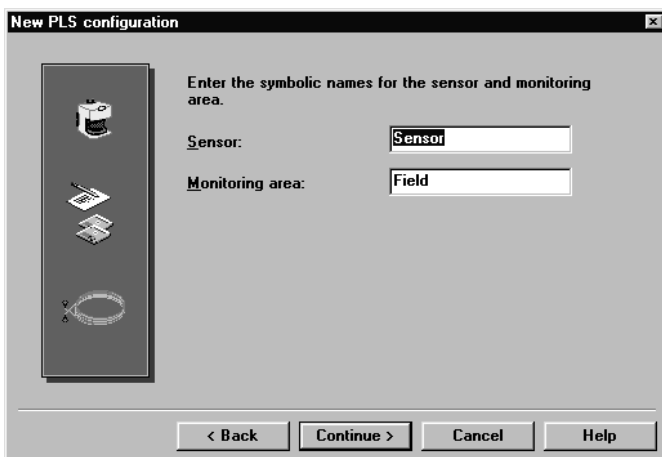 New PLS configuration
Enter the symbolic names for the sensor and monitoring
area.
Sensor:
Sensor
Monitoring area:
Field
< Back
Continue >
Cancel
Help